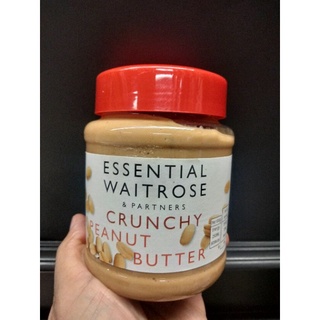 ESSENTIAL
WAITROSE
& PARTNERS
CRUNCHY
PEANUT
BUTTER